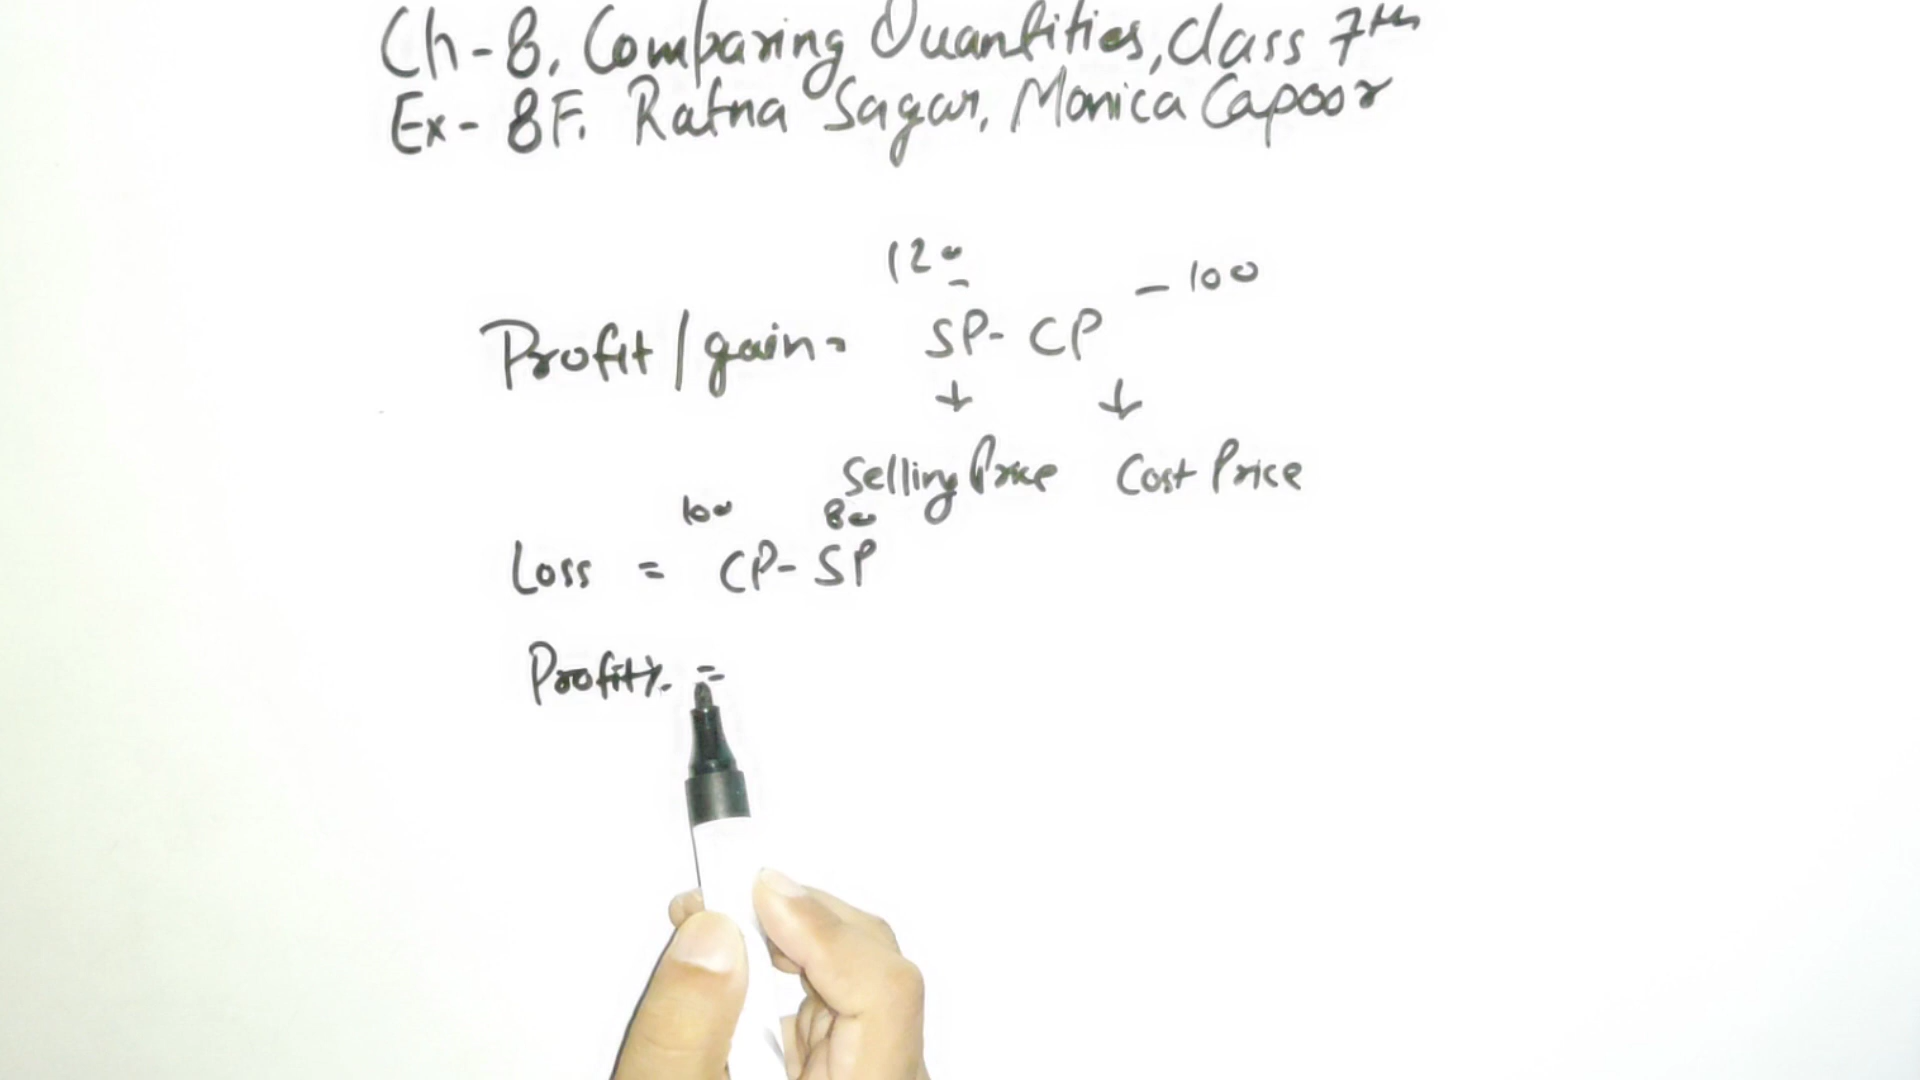 Ch-8. Comparing Quantities, Class 7th
Ex- 8F. Ratna Sagar, Monica Capoor
120 - 100
Profit/gain = SP- CP
Selling Price Cost Price
100 80
Loss = CP- SP
Profit% =